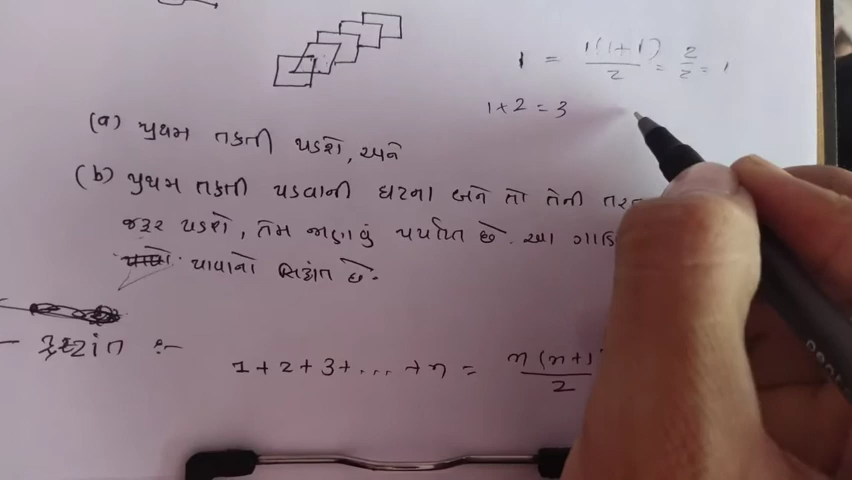 1 = 1(1+1)/2 = 2/2 = 1
1+2 = 3
(a) પ્રથમ તકતી પડશે, અને
(b) પ્રથમ તકતી પડવાની ઘટના બને તો તેની
જરૂર પડશે, તેમ જણાવું પર્યાપ્ત છે. આ
પાયાનો સિદ્ધાંત છે.
- દૃષ્ટાંત :-
1+2+3+...+n = n(n+1)/2